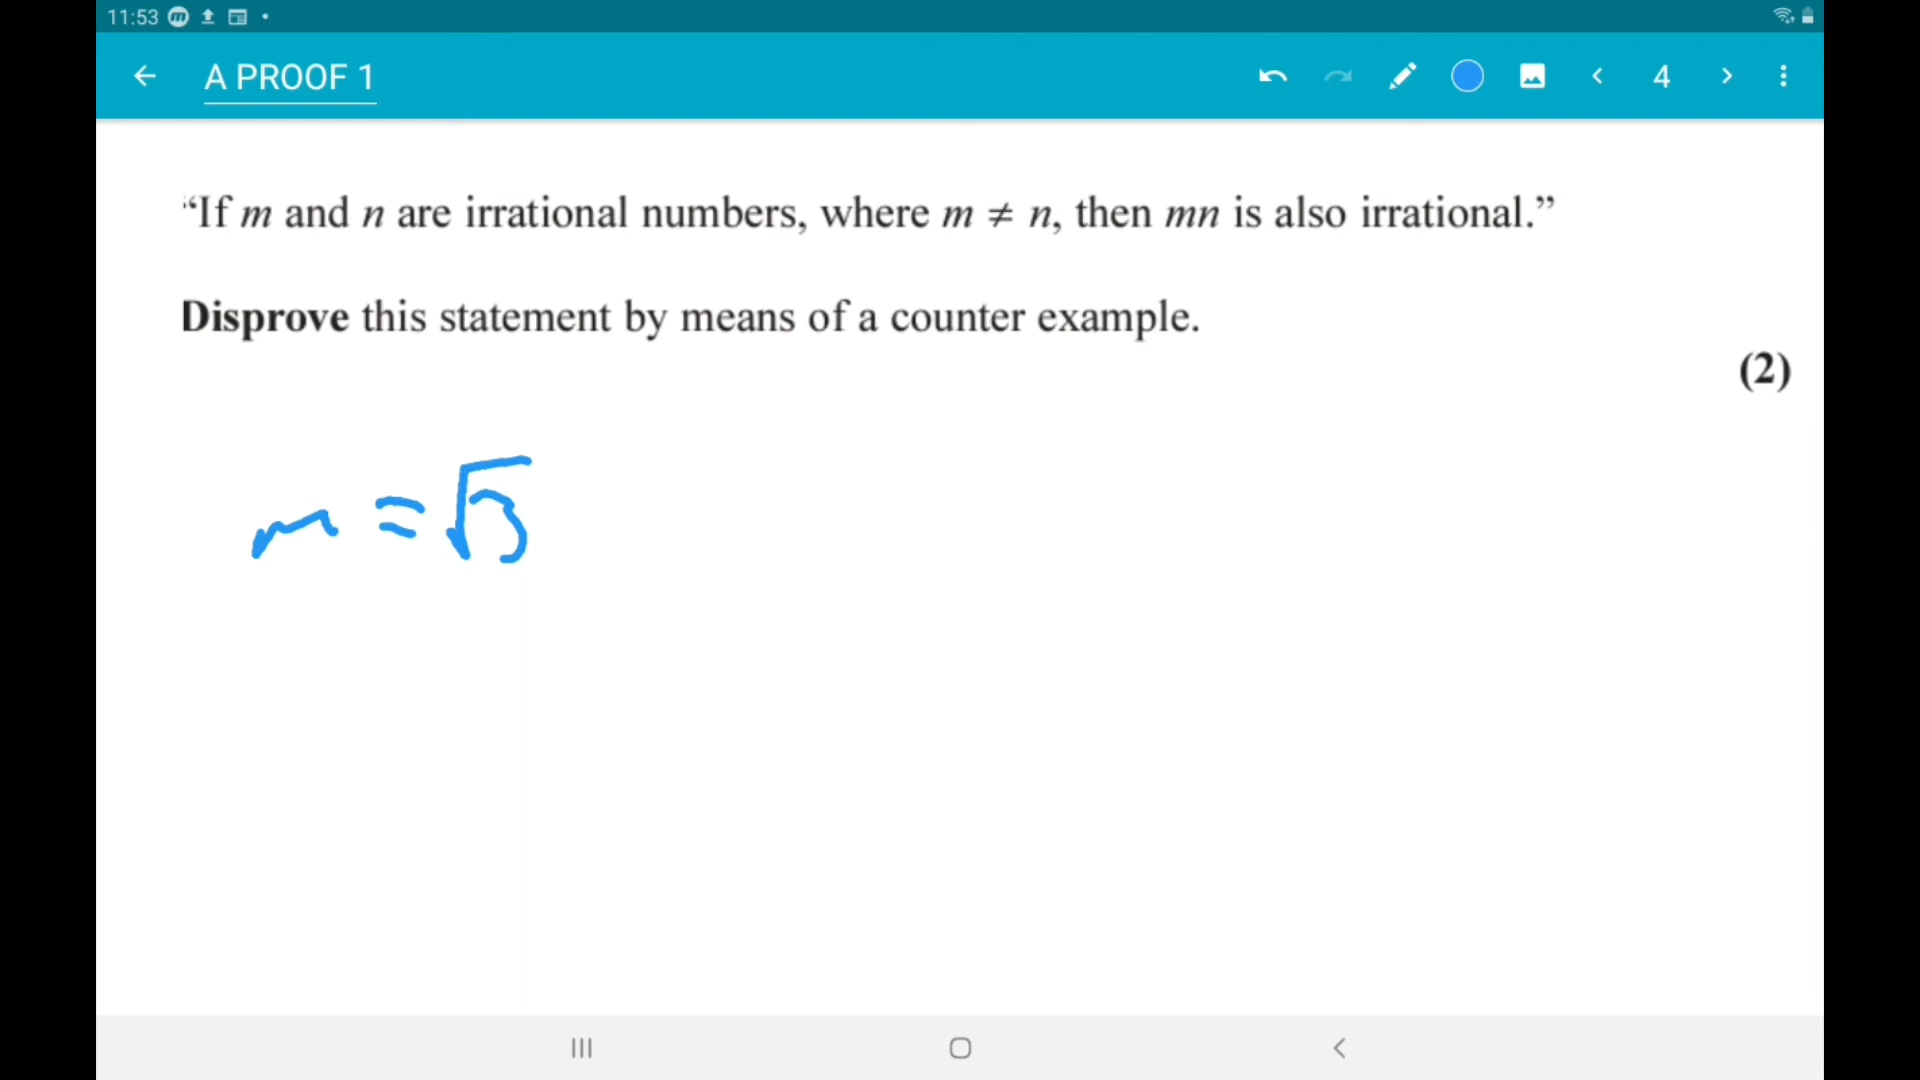 11:53
A PROOF 1
4
“If m and n are irrational numbers, where m ≠ n, then mn is also irrational.”
Disprove this statement by means of a counter example.
(2)
m = √3